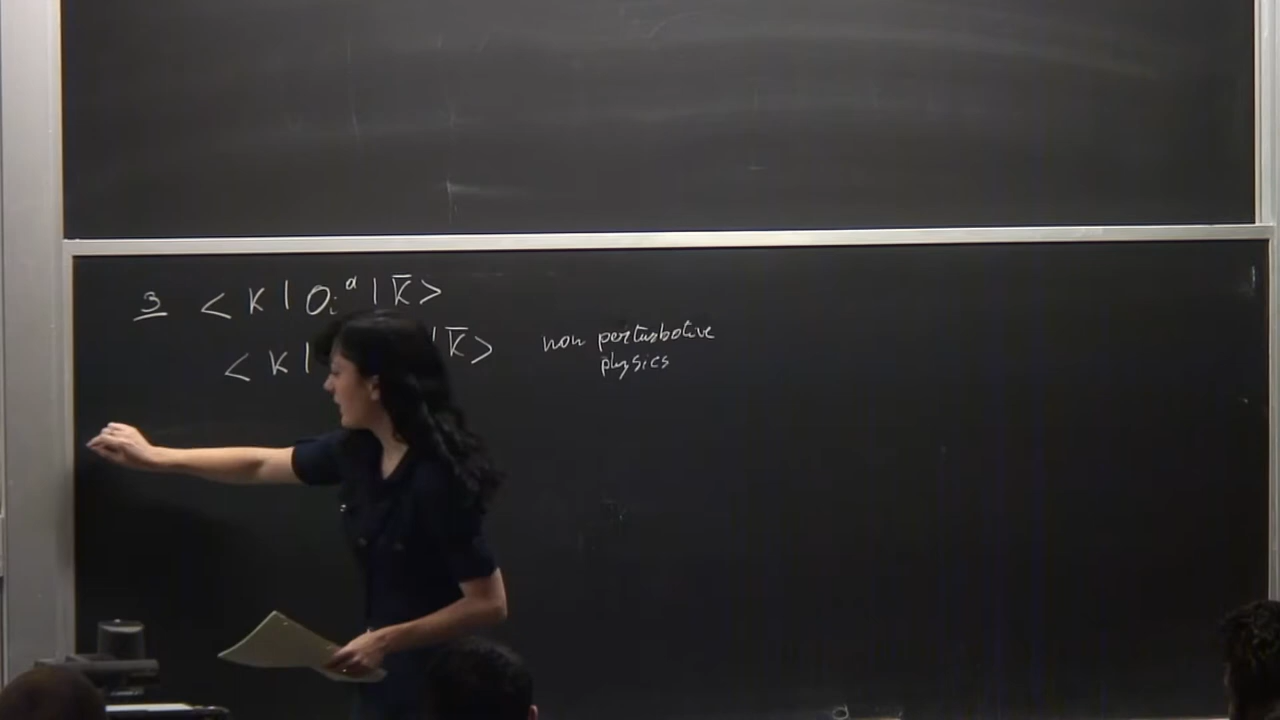 3 < K | O_i^α | K̄ >
< K | | K̄ > non perturbative
physics